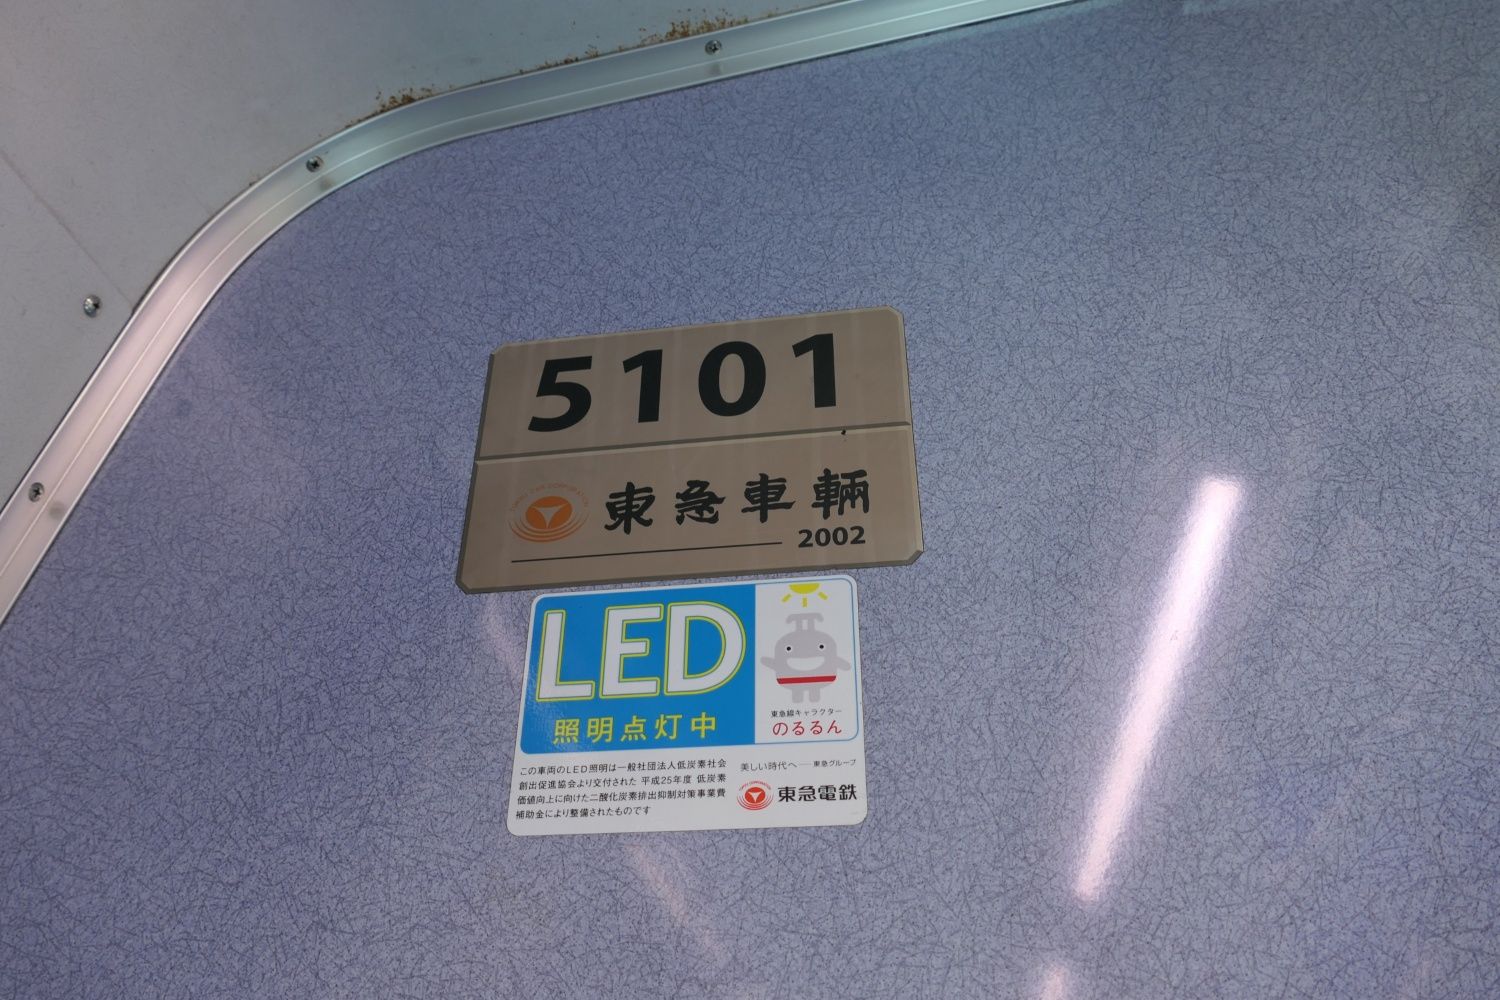 5101
TOKYU CAR CORPORATION
東急車輛
2002
LED
照明点灯中
東急線キャラクター
のるるん
この車両のLED照明は一般社団法人低炭素社会
創出促進協会より交付された 平成25年度 低炭素
価値向上に向けた二酸化炭素排出抑制対策事業費
補助金により整備されたものです
美しい時代へ―東急グループ
東急電鉄